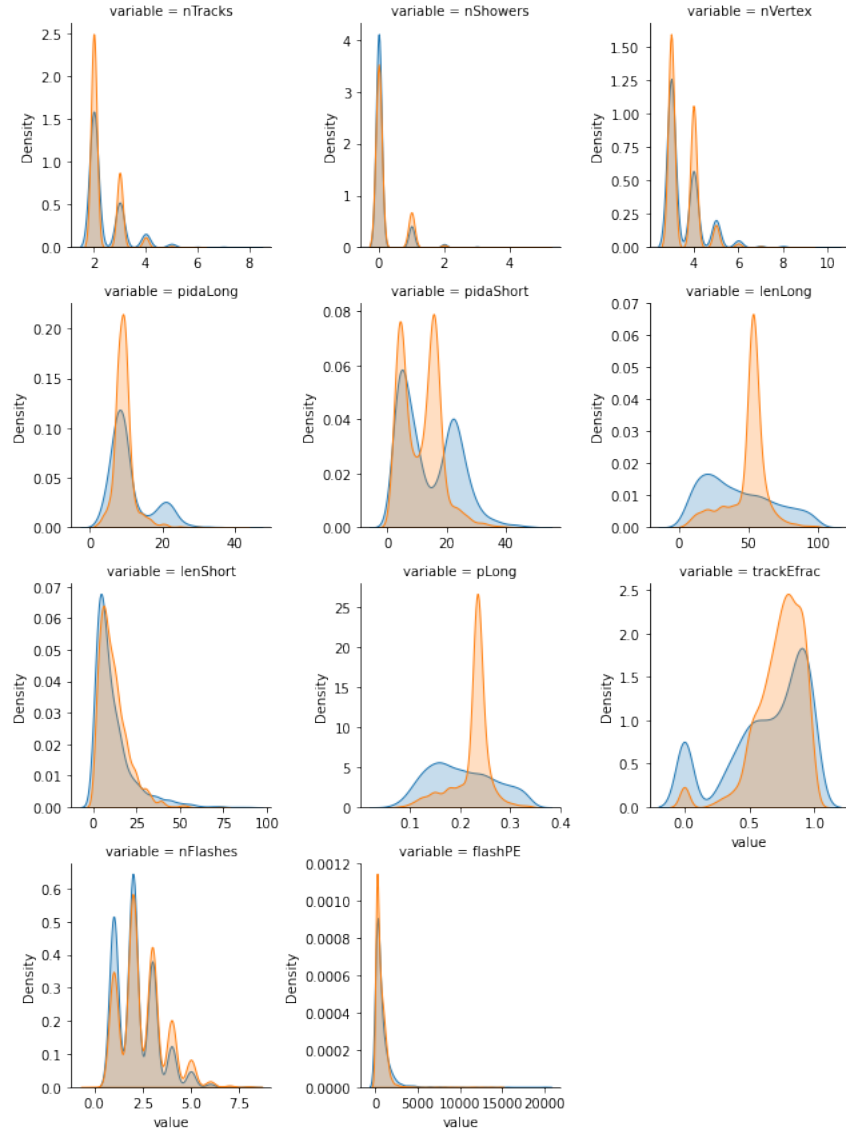 variable = nTracks
Density
2.5
2.0
1.5
1.0
0.5
0.0
2 4 6 8
variable = nShowers
Density
4
3
2
1
0
0 2 4
variable = nVertex
Density
1.50
1.25
1.00
0.75
0.50
0.25
0.00
4 6 8 10
variable = pidaLong
Density
0.20
0.15
0.10
0.05
0.00
0 20 40
variable = pidaShort
Density
0.08
0.06
0.04
0.02
0.00
0 20 40
variable = lenLong
Density
0.07
0.06
0.05
0.04
0.03
0.02
0.01
0.00
0 50 100
variable = lenShort
Density
0.07
0.06
0.05
0.04
0.03
0.02
0.01
0.00
0 25 50 75 100
variable = pLong
Density
25
20
15
10
5
0
0.1 0.2 0.3 0.4
variable = trackEfrac
Density
2.5
2.0
1.5
1.0
0.5
0.0
0.0 0.5 1.0
value
variable = nFlashes
Density
0.6
0.5
0.4
0.3
0.2
0.1
0.0
0.0 2.5 5.0 7.5
value
variable = flashPE
Density
0.0012
0.0010
0.0008
0.0006
0.0004
0.0002
0.0000
0 5000 10000 15000 20000
value